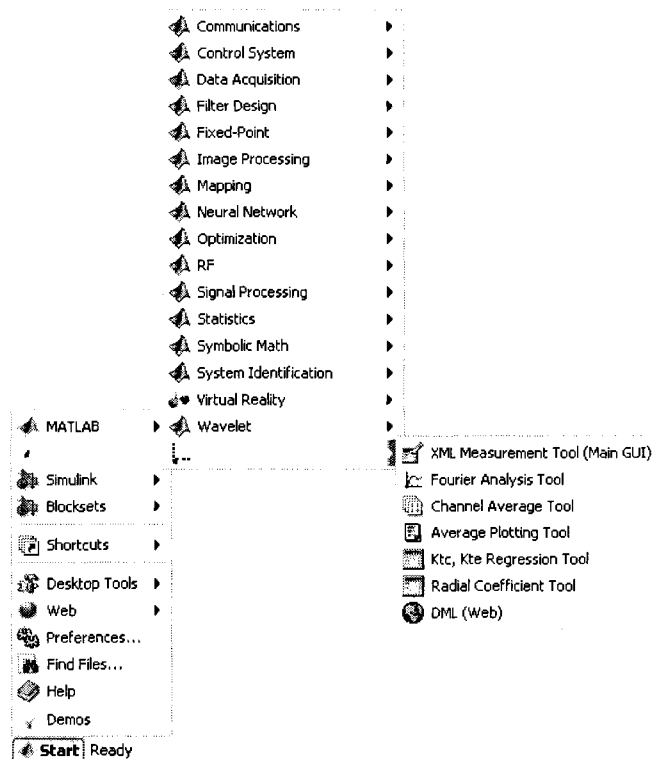 Communications
Control System
Data Acquisition
Filter Design
Fixed-Point
Image Processing
Mapping
Neural Network
Optimization
RF
Signal Processing
Statistics
Symbolic Math
System Identification
Virtual Reality
Wavelet
MATLAB
Simulink
Blocksets
Shortcuts
Desktop Tools
Web
Preferences...
Find Files...
Help
Demos
Start Ready
XML Measurement Tool (Main GUI)
Fourier Analysis Tool
Channel Average Tool
Average Plotting Tool
Ktc, Kte Regression Tool
Radial Coefficient Tool
DML (Web)